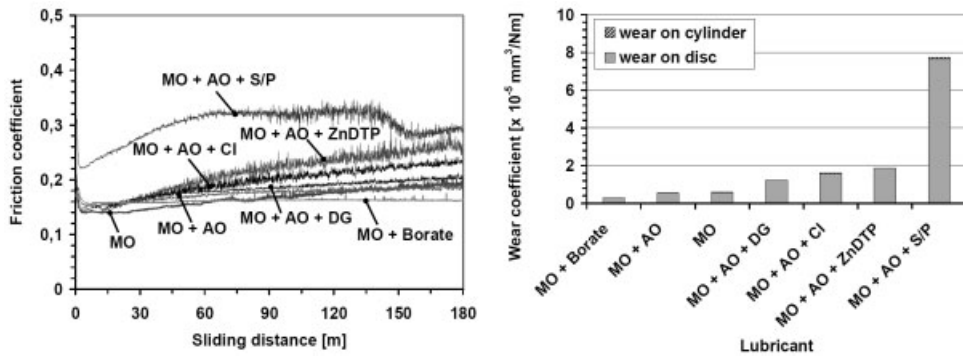 0,5
0,4
0,3
0,2
0,1
0
Friction coefficient
MO + AO + S/P
MO + AO + ZnDTP
MO + AO + Cl
MO
MO + AO
MO + AO + DG
MO + Borate
0 30 60 90 120 150 180
Sliding distance [m]
10
8
6
4
2
0
Wear coefficient [x 10⁻⁵ mm³/Nm]
wear on cylinder
wear on disc
MO + Borate
MO + AO
MO
MO + AO + DG
MO + AO + Cl
MO + AO + ZnDTP
MO + AO + S/P
Lubricant